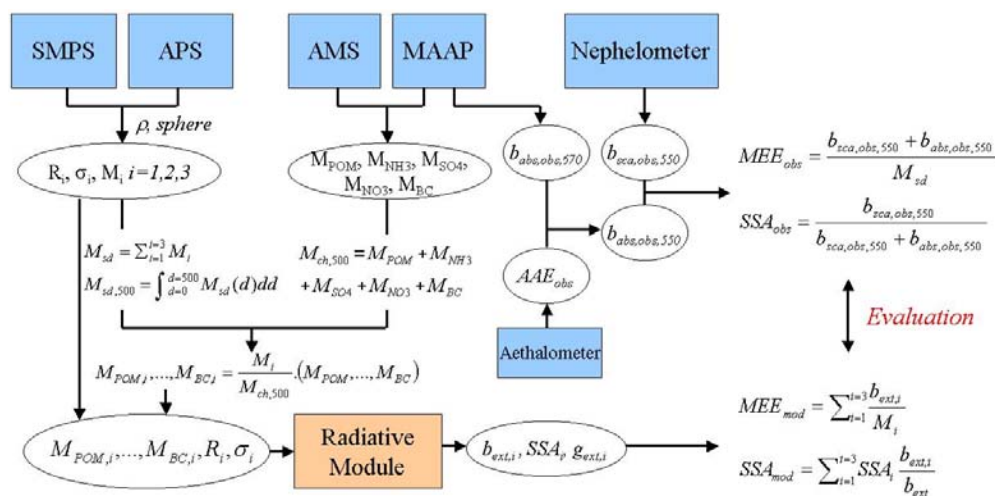 SMPS
APS
AMS
MAAP
Nephelometer
ρ, sphere
R_i, σ_i, M_i i=1,2,3
M_POM, M_NH3, M_SO4,
M_NO3, M_BC
b_abs,obs,570
b_sca,obs,550
MEE_obs = (b_sca,obs,550 + b_abs,obs,550) / M_sd
b_abs,obs,550
SSA_obs = b_sca,obs,550 / (b_sca,obs,550 + b_abs,obs,550)
M_sd = ∑_{i=1}^{i=3} M_i
M_sd,500 = ∫_{d=0}^{d=500} M_sd(d)dd
M_ch,500 = M_POM + M_NH3
+ M_SO4 + M_NO3 + M_BC
AAE_obs
Evaluation
Aethalometer
M_POM,i,..., M_BC,i = M_i / M_ch,500 .(M_POM,..., M_BC)
MEE_mod = ∑_{i=1}^{i=3} b_ext,i / M_i
M_POM,i,..., M_BC,i, R_i, σ_i
Radiative
Module
b_ext,i, SSA_i, g_ext,i
SSA_mod = ∑_{i=1}^{i=3} SSA_i b_ext,i / b_ext